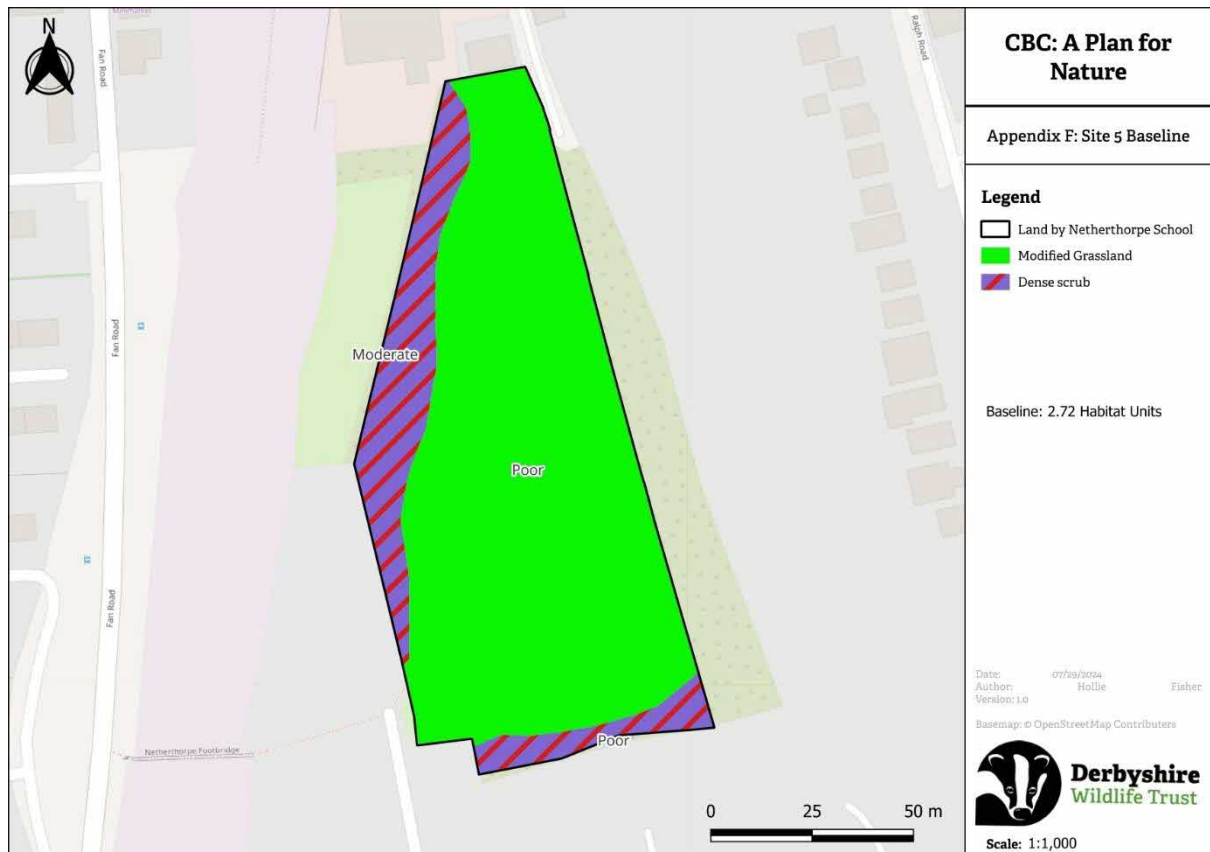 N
Fan Road
Fan Road
Fan Road
Ralph Road
Moderate
Poor
Poor
Netherthorpe Footbridge
0 25 50 m
CBC: A Plan for
Nature
Appendix F: Site 5 Baseline
Legend
Land by Netherthorpe School
Modified Grassland
Dense scrub
Baseline: 2.72 Habitat Units
Date: 07/29/2024
Author: Hollie Fisher
Version: 1.0
Basemap: © OpenStreetMap Contributers
Derbyshire
Wildlife Trust
Scale: 1:1,000